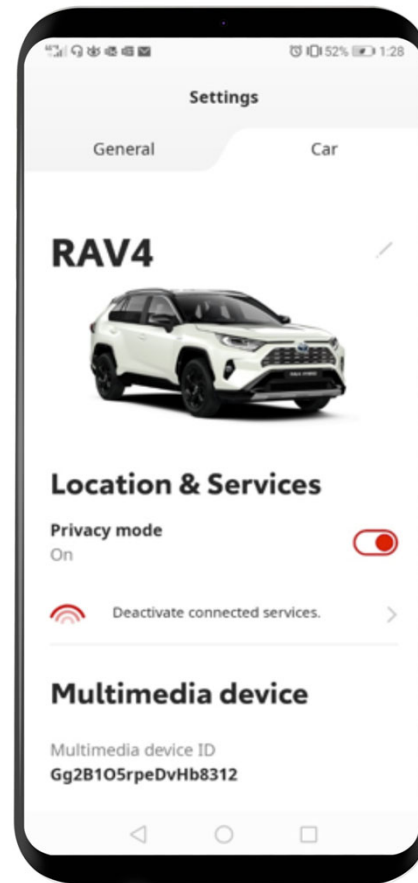 52% 1:28
Settings
General
Car
RAV4
Location & Services
Privacy mode
On
Deactivate connected services.
Multimedia device
Multimedia device ID
Gg2B1O5rpeDvHb8312